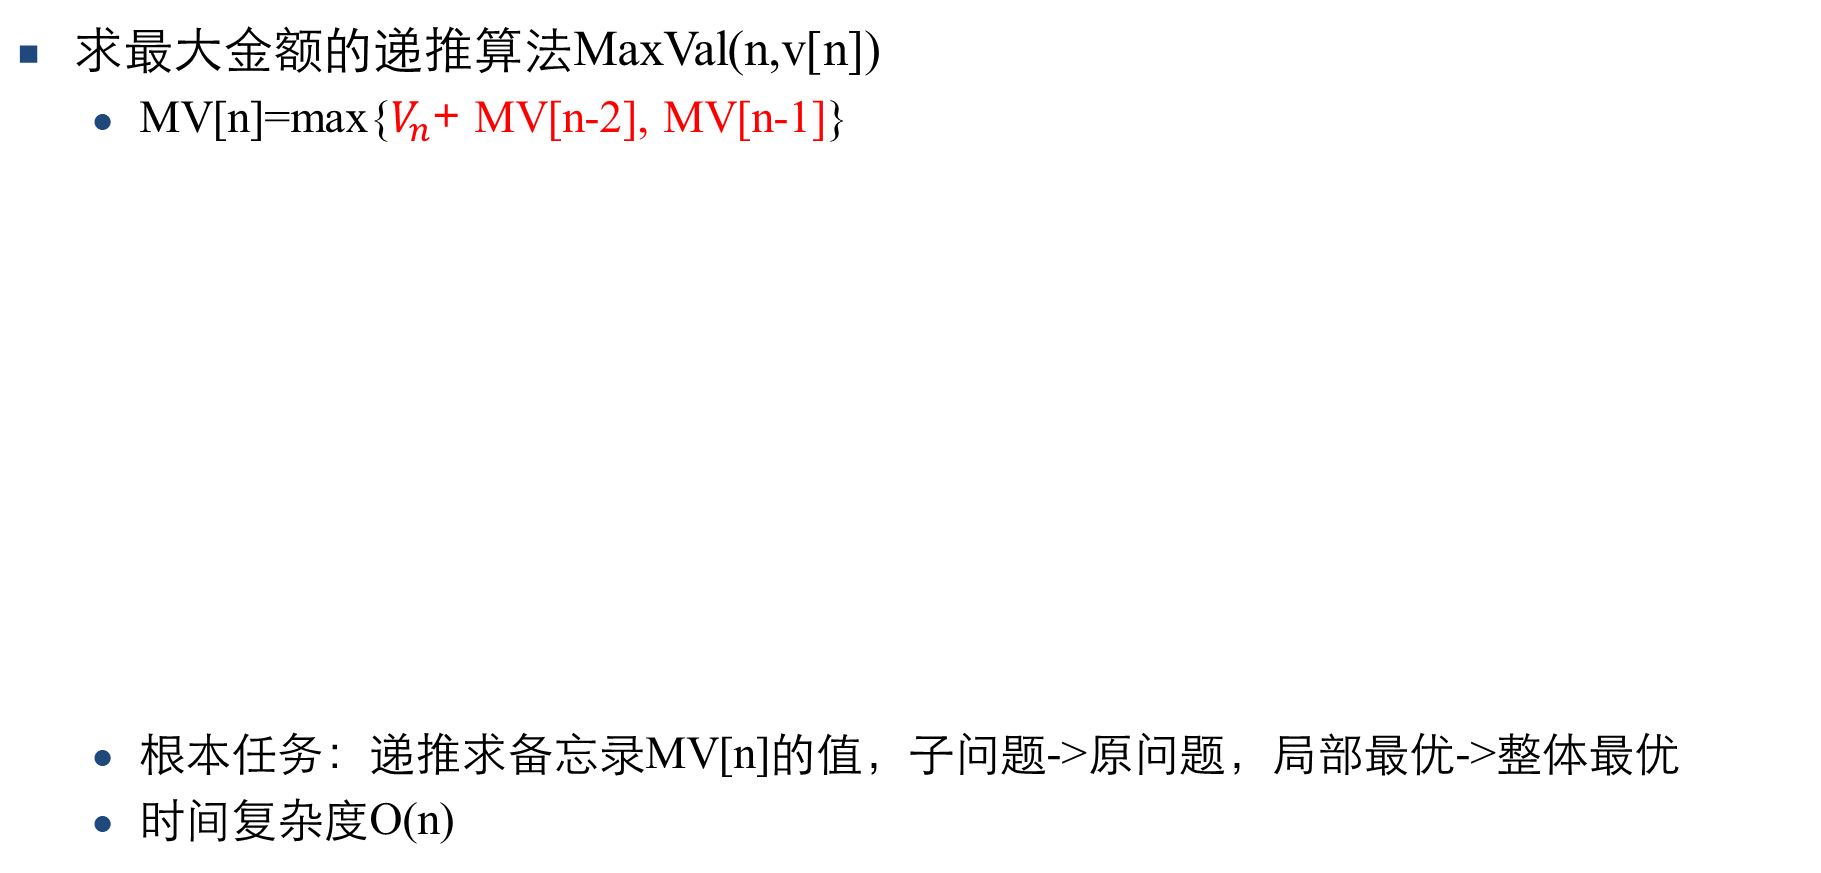 求最大金额的递推算法MaxVal(n,v[n])
MV[n]=max{Vn+ MV[n-2], MV[n-1]}
根本任务：递推求备忘录MV[n]的值，子问题->原问题，局部最优->整体最优
时间复杂度O(n)